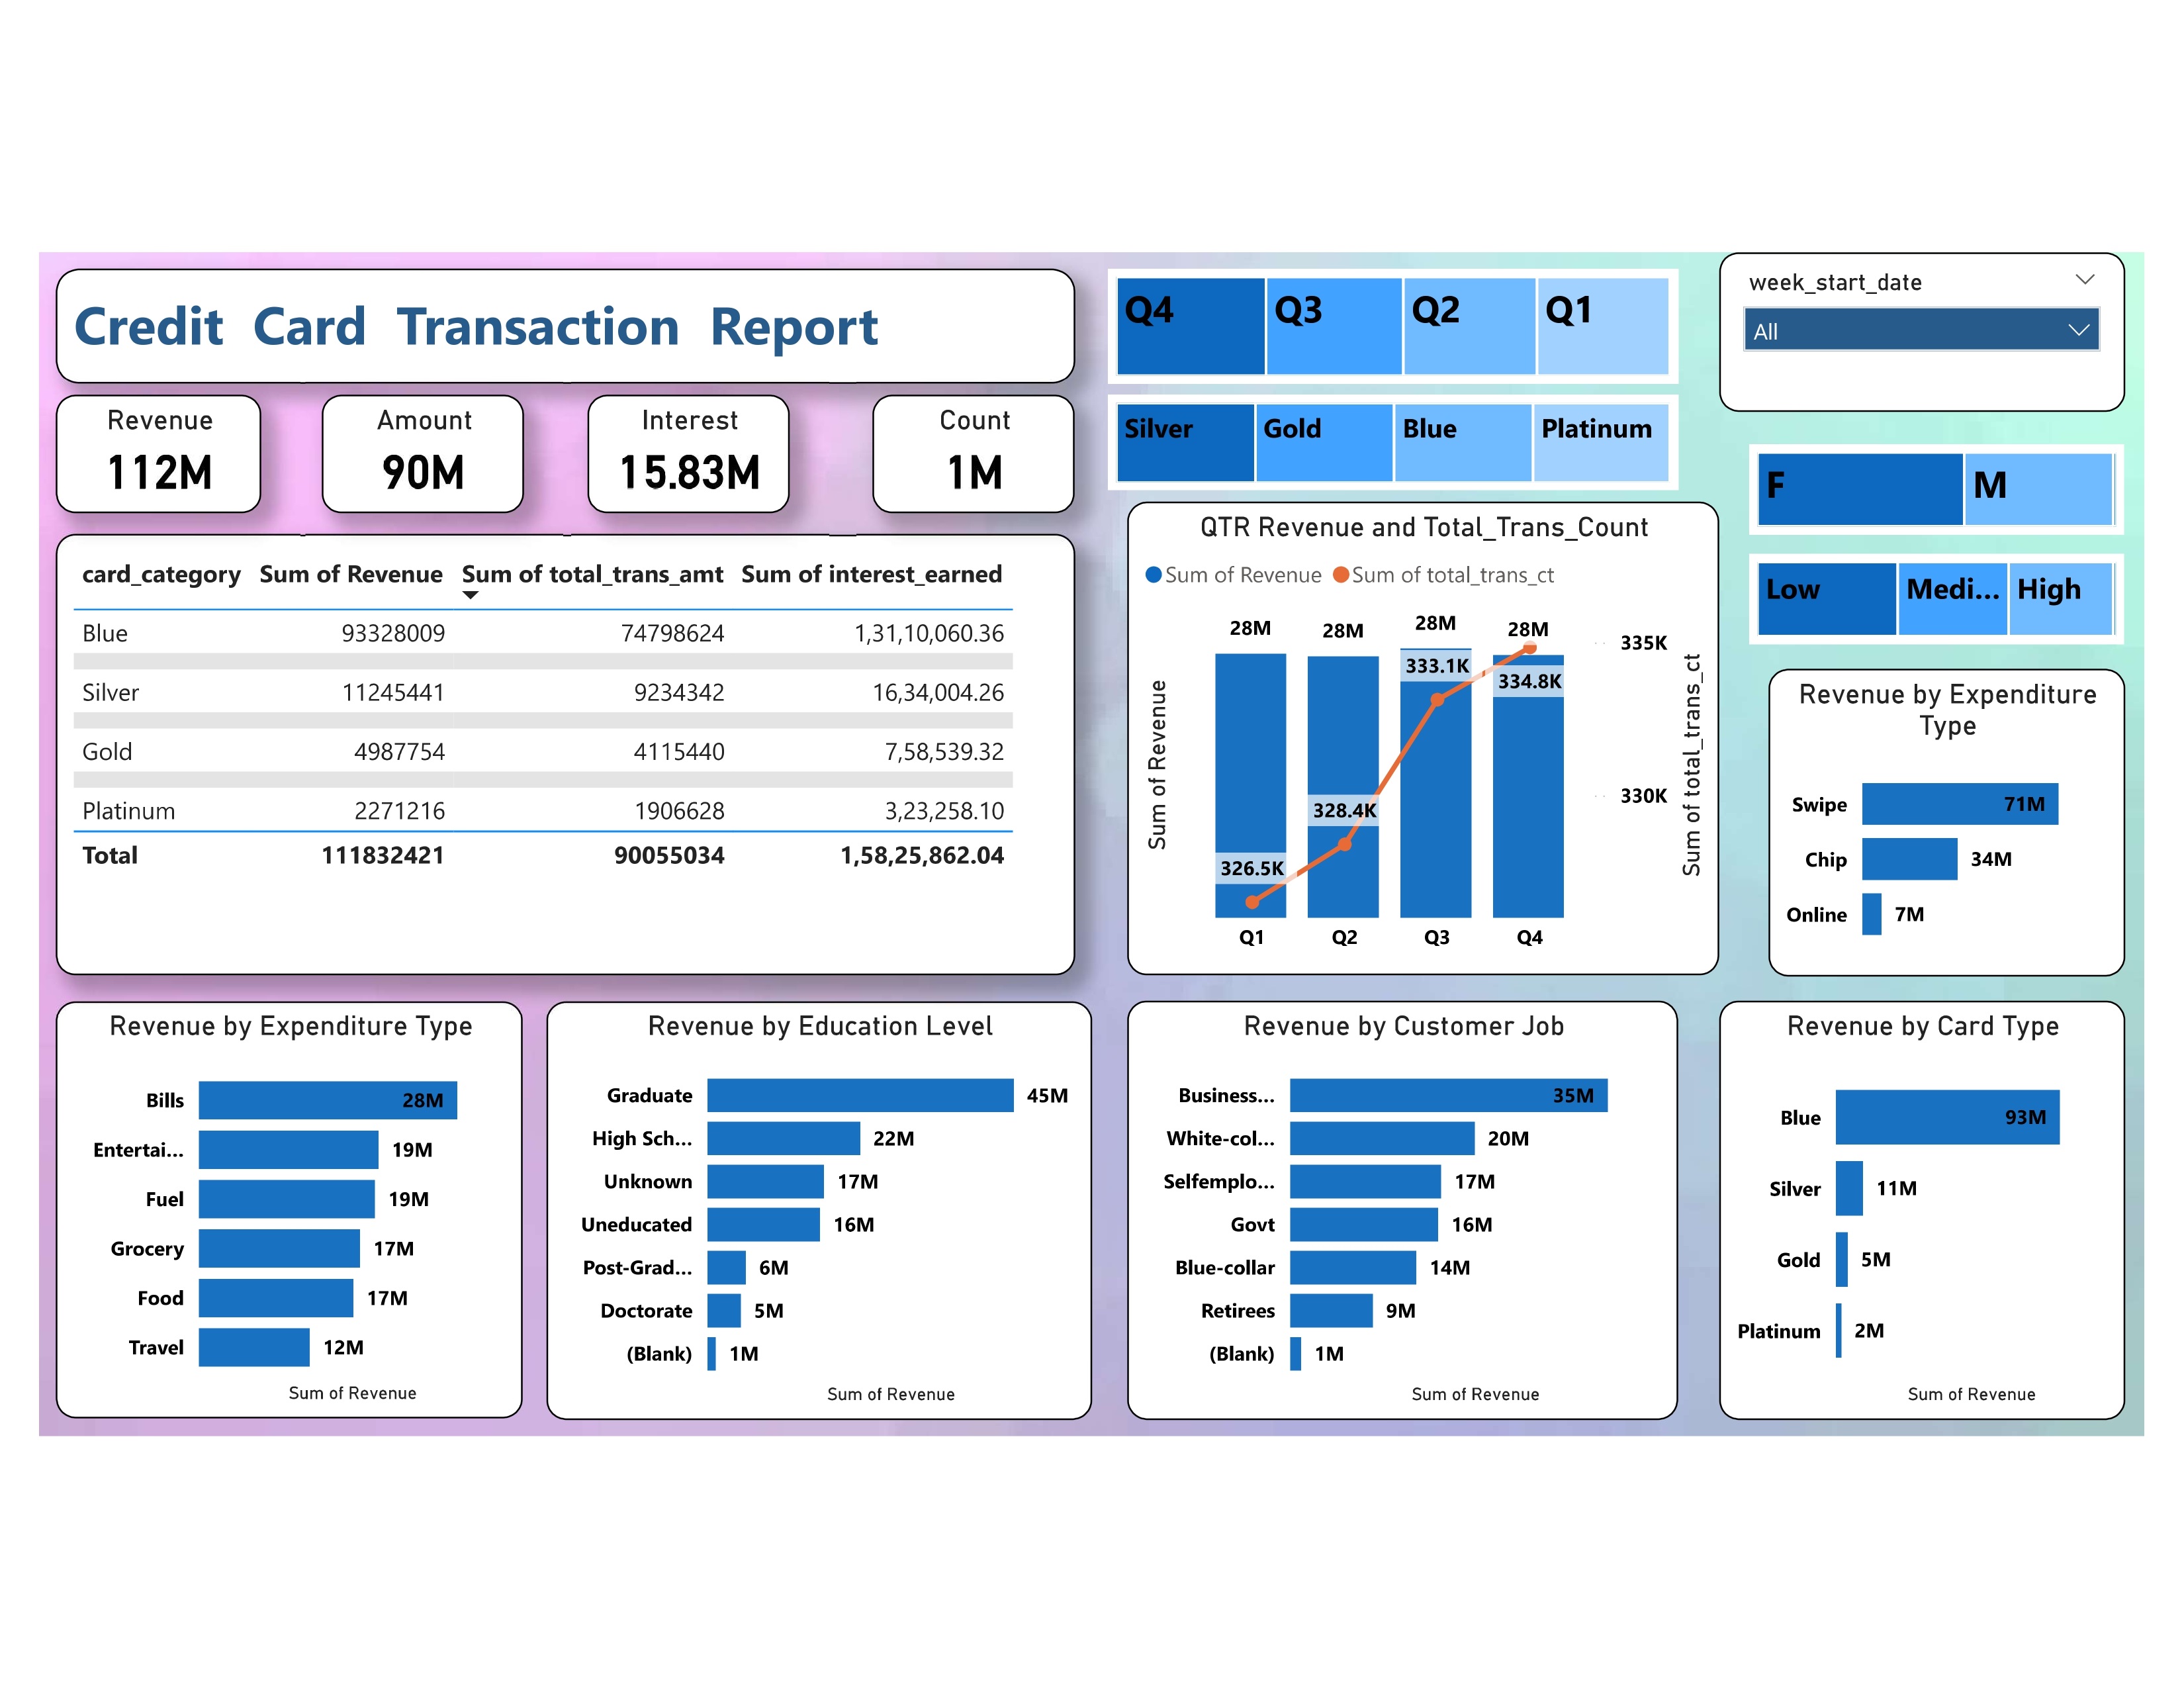 Credit Card Transaction Report
Q4 Q3 Q2 Q1
week_start_date
All
Revenue
112M
Amount
90M
Interest
15.83M
Count
1M
Silver Gold Blue Platinum
F M
Low Medi... High
card_category Sum of Revenue Sum of total_trans_amt Sum of interest_earned
Blue 93328009 74798624 1,31,10,060.36
Silver 11245441 9234342 16,34,004.26
Gold 4987754 4115440 7,58,539.32
Platinum 2271216 1906628 3,23,258.10
Total 111832421 90055034 1,58,25,862.04
QTR Revenue and Total_Trans_Count
Sum of Revenue Sum of total_trans_ct
28M 28M 28M 28M
335K
330K
333.1K
334.8K
328.4K
326.5K
Q1 Q2 Q3 Q4
Sum of Revenue
Sum of total_trans_ct
Revenue by Expenditure
Type
Swipe 71M
Chip 34M
Online 7M
Revenue by Expenditure Type
Bills 28M
Entertai... 19M
Fuel 19M
Grocery 17M
Food 17M
Travel 12M
Sum of Revenue
Revenue by Education Level
Graduate 45M
High Sch... 22M
Unknown 17M
Uneducated 16M
Post-Grad... 6M
Doctorate 5M
(Blank) 1M
Sum of Revenue
Revenue by Customer Job
Business... 35M
White-col... 20M
Selfemplo... 17M
Govt 16M
Blue-collar 14M
Retirees 9M
(Blank) 1M
Sum of Revenue
Revenue by Card Type
Blue 93M
Silver 11M
Gold 5M
Platinum 2M
Sum of Revenue